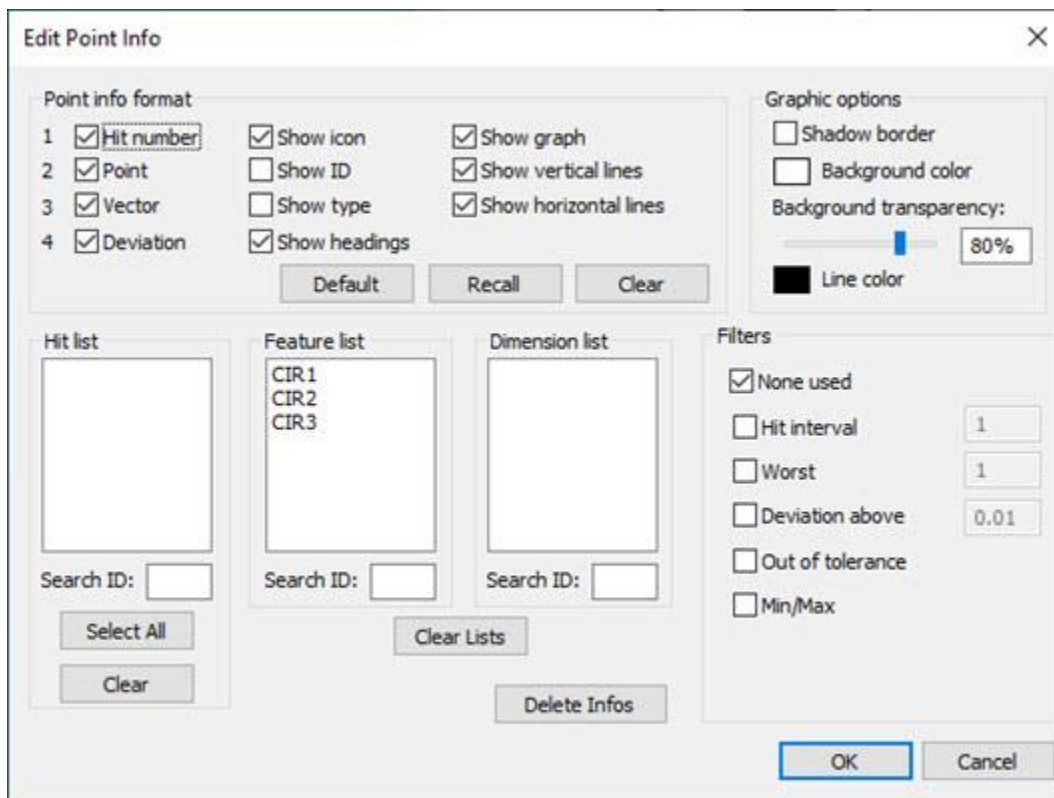 Edit Point Info
Point info format
1 Hit number Show icon Show graph
2 Point Show ID Show vertical lines
3 Vector Show type Show horizontal lines
4 Deviation Show headings
Default Recall Clear
Graphic options
Shadow border
Background color
Background transparency:
80%
Line color
Hit list
Search ID:
Select All
Clear
Feature list
CIR1
CIR2
CIR3
Search ID:
Dimension list
Search ID:
Clear Lists
Delete Infos
Filters
None used
Hit interval 1
Worst 1
Deviation above 0.01
Out of tolerance
Min/Max
OK Cancel